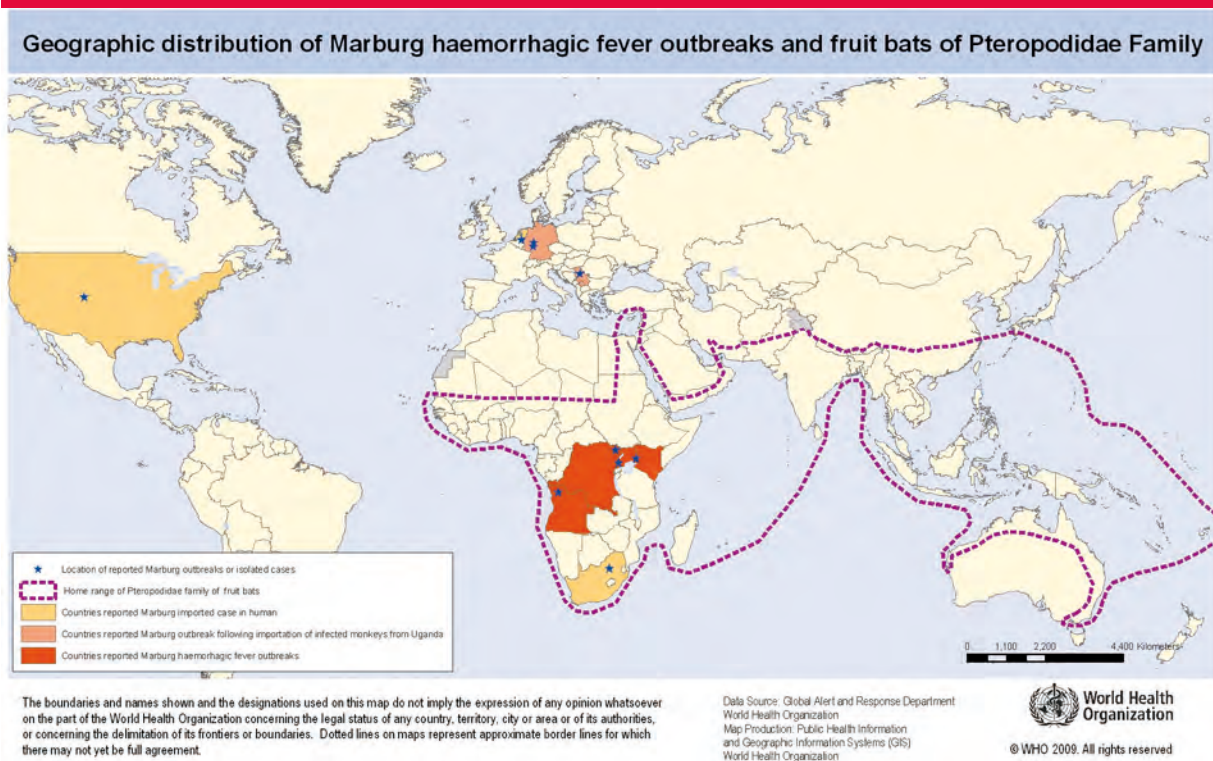 Geographic distribution of Marburg haemorrhagic fever outbreaks and fruit bats of Pteropodidae Family
Location of reported Marburg outbreaks or isolated cases
Home range of Pteropodidae family of fruit bats
Countries reported Marburg imported case in human
Countries reported Marburg outbreak following importation of infected monkeys from Uganda
Countries reported Marburg haemorhagic fever outbreaks
0 1,100 2,200 4,400 Kilometers
The boundaries and names shown and the designations used on this map do not imply the expression of any opinion whatsoever
on the part of the World Health Organization concerning the legal status of any country, territory, city or area or of its authorities,
or concerning the delimitation of its frontiers or boundaries. Dotted lines on maps represent approximate border lines for which
there may not yet be full agreement.
Data Source: Global Alert and Response Department
World Health Organization
Map Production: Public Health Information
and Geographic Information Systems (GIS)
World Health Organization
World Health
Organization
© WHO 2009. All rights reserved